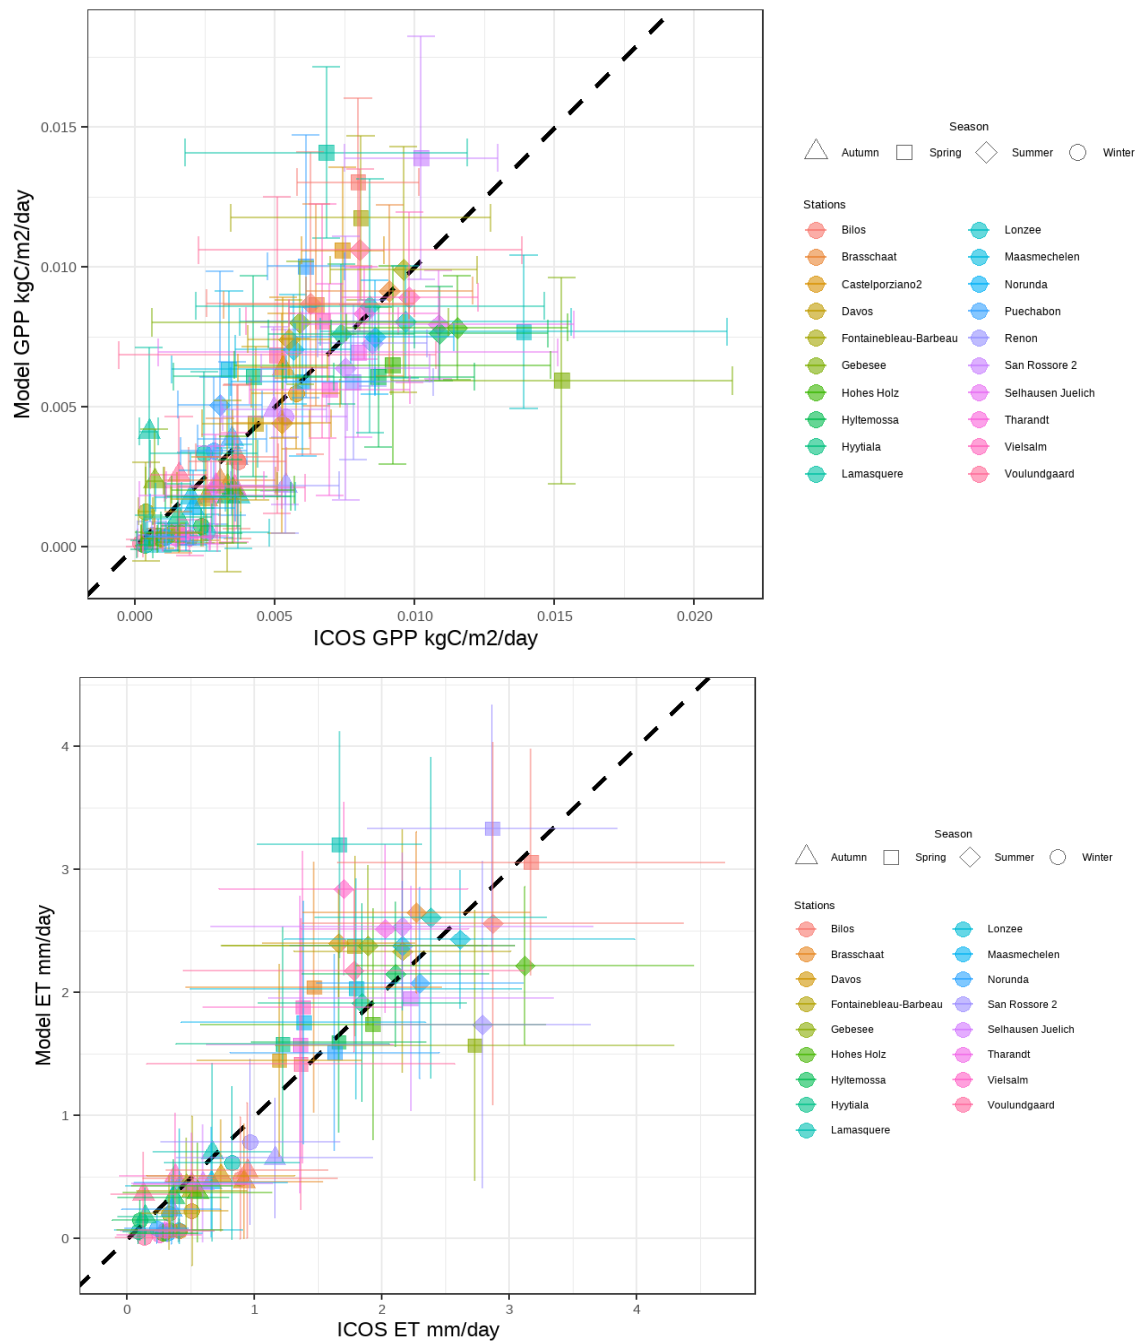 0.015
0.010
0.005
0.000
Model GPP kgC/m2/day
0.000 0.005 0.010 0.015 0.020
ICOS GPP kgC/m2/day
Season
Autumn Spring Summer Winter
Stations
Bilos Lonzee
Brasschaat Maasmechelen
Castelporziano2 Norunda
Davos Puechabon
Fontainebleau-Barbeau Renon
Gebesee San Rossore 2
Hohes Holz Selhausen Juelich
Hyltemossa Tharandt
Hyytiala Vielsalm
Lamasquere Voulundgaard
4
3
2
1
0
Model ET mm/day
0 1 2 3 4
ICOS ET mm/day
Season
Autumn Spring Summer Winter
Stations
Bilos Lonzee
Brasschaat Maasmechelen
Davos Norunda
Fontainebleau-Barbeau San Rossore 2
Gebesee Selhausen Juelich
Hohes Holz Tharandt
Hyltemossa Vielsalm
Hyytiala Voulundgaard
Lamasquere